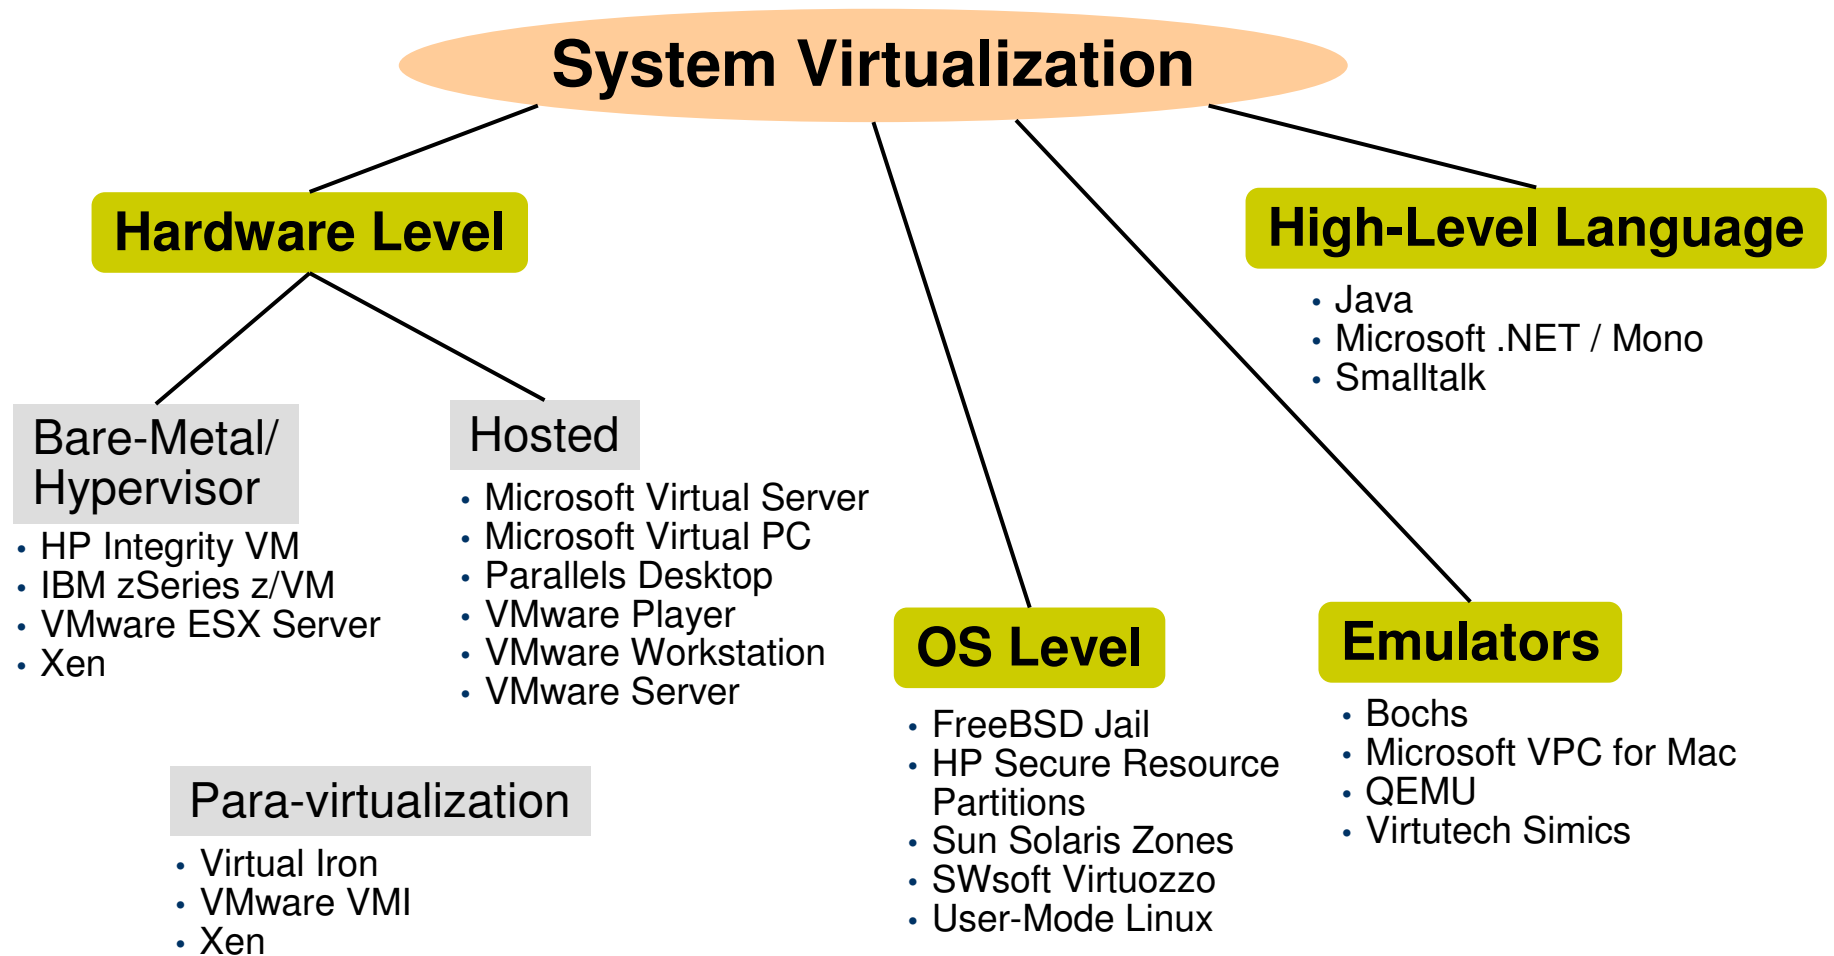 System Virtualization
Hardware Level
High-Level Language
• Java
• Microsoft .NET / Mono
• Smalltalk
Bare-Metal/
Hypervisor
• HP Integrity VM
• IBM zSeries z/VM
• VMware ESX Server
• Xen
Hosted
• Microsoft Virtual Server
• Microsoft Virtual PC
• Parallels Desktop
• VMware Player
• VMware Workstation
• VMware Server
Para-virtualization
• Virtual Iron
• VMware VMI
• Xen
OS Level
• FreeBSD Jail
• HP Secure Resource
Partitions
• Sun Solaris Zones
• SWsoft Virtuozzo
• User-Mode Linux
Emulators
• Bochs
• Microsoft VPC for Mac
• QEMU
• Virtutech Simics